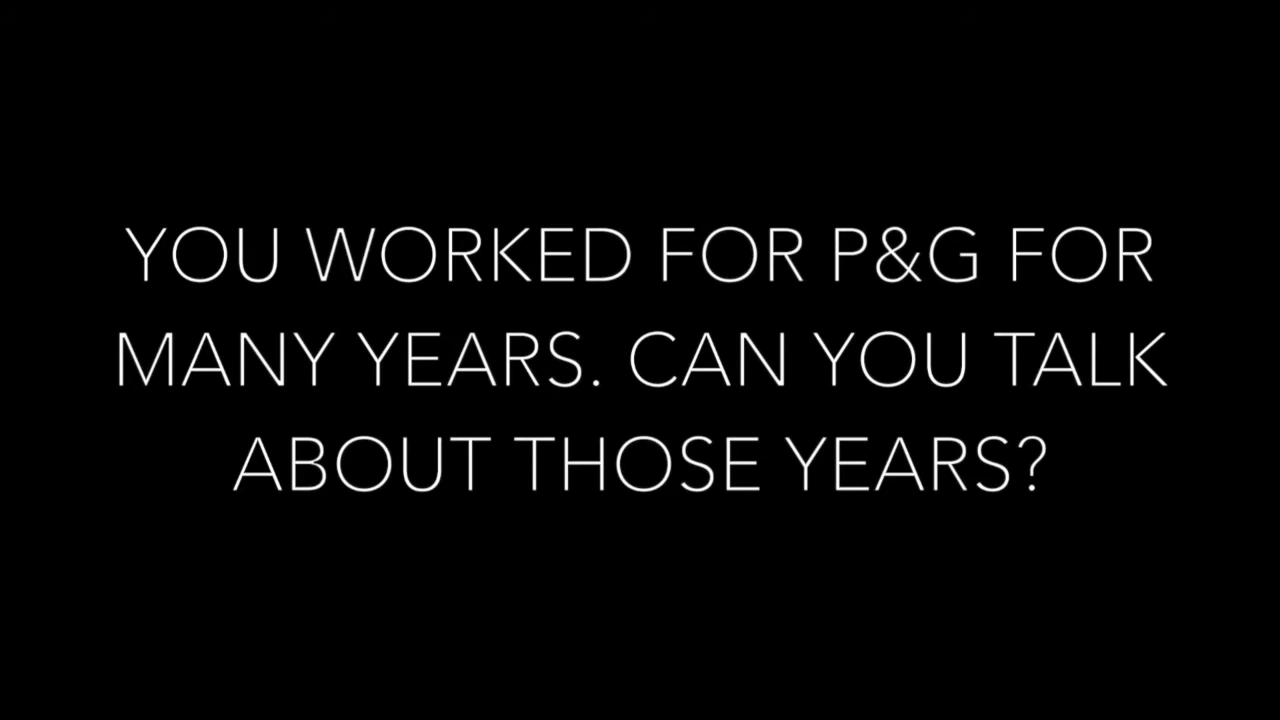 YOU WORKED FOR P&G FOR
MANY YEARS. CAN YOU TALK
ABOUT THOSE YEARS?